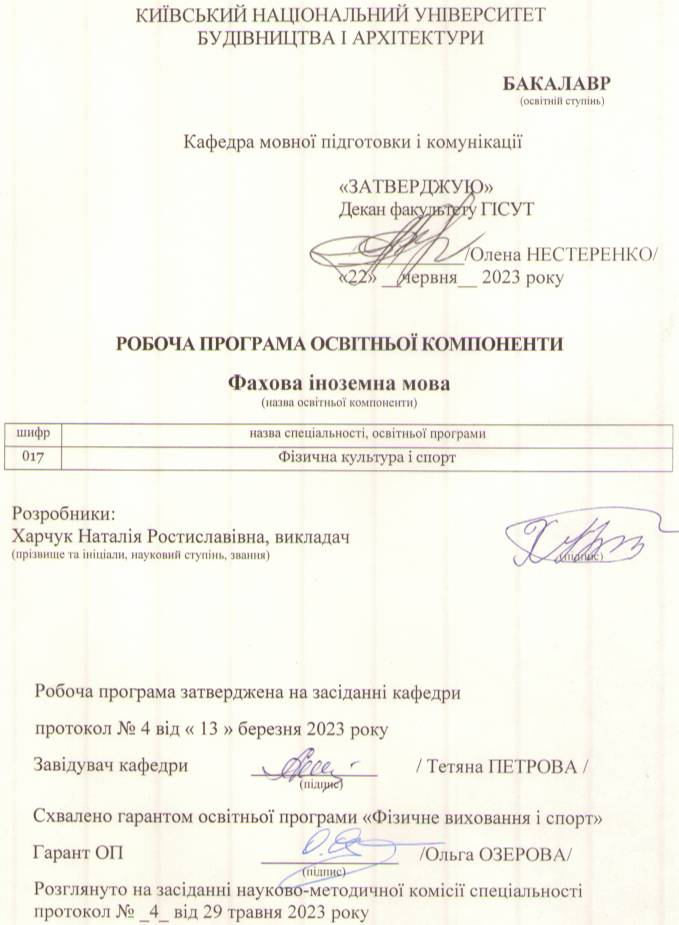 КИЇВСЬКИЙ НАЦІОНАЛЬНИЙ УНІВЕРСИТЕТ
БУДІВНИЦТВА І АРХІТЕКТУРИ
БАКАЛАВР
(освітній ступінь)
Кафедра мовної підготовки і комунікації
«ЗАТВЕРДЖУЮ»
Декан факультету ГІСУТ
/Олена НЕСТЕРЕНКО/
«22» __червня__ 2023 року
РОБОЧА ПРОГРАМА ОСВІТНЬОЇ КОМПОНЕНТИ
Фахова іноземна мова
(назва освітньої компоненти)
шифр назва спеціальності, освітньої програми
017 Фізична культура і спорт
Розробники:
Харчук Наталія Ростиславівна, викладач
(прізвище та ініціали, науковий ступінь, звання) (підпис)
Робоча програма затверджена на засіданні кафедри
протокол № 4 від « 13 » березня 2023 року
Завідувач кафедри / Тетяна ПЕТРОВА /
(підпис)
Схвалено гарантом освітньої програми «Фізичне виховання і спорт»
Гарант ОП /Ольга ОЗЕРОВА/
(підпис)
Розглянуто на засіданні науково-методичної комісії спеціальності
протокол № _4_ від 29 травня 2023 року